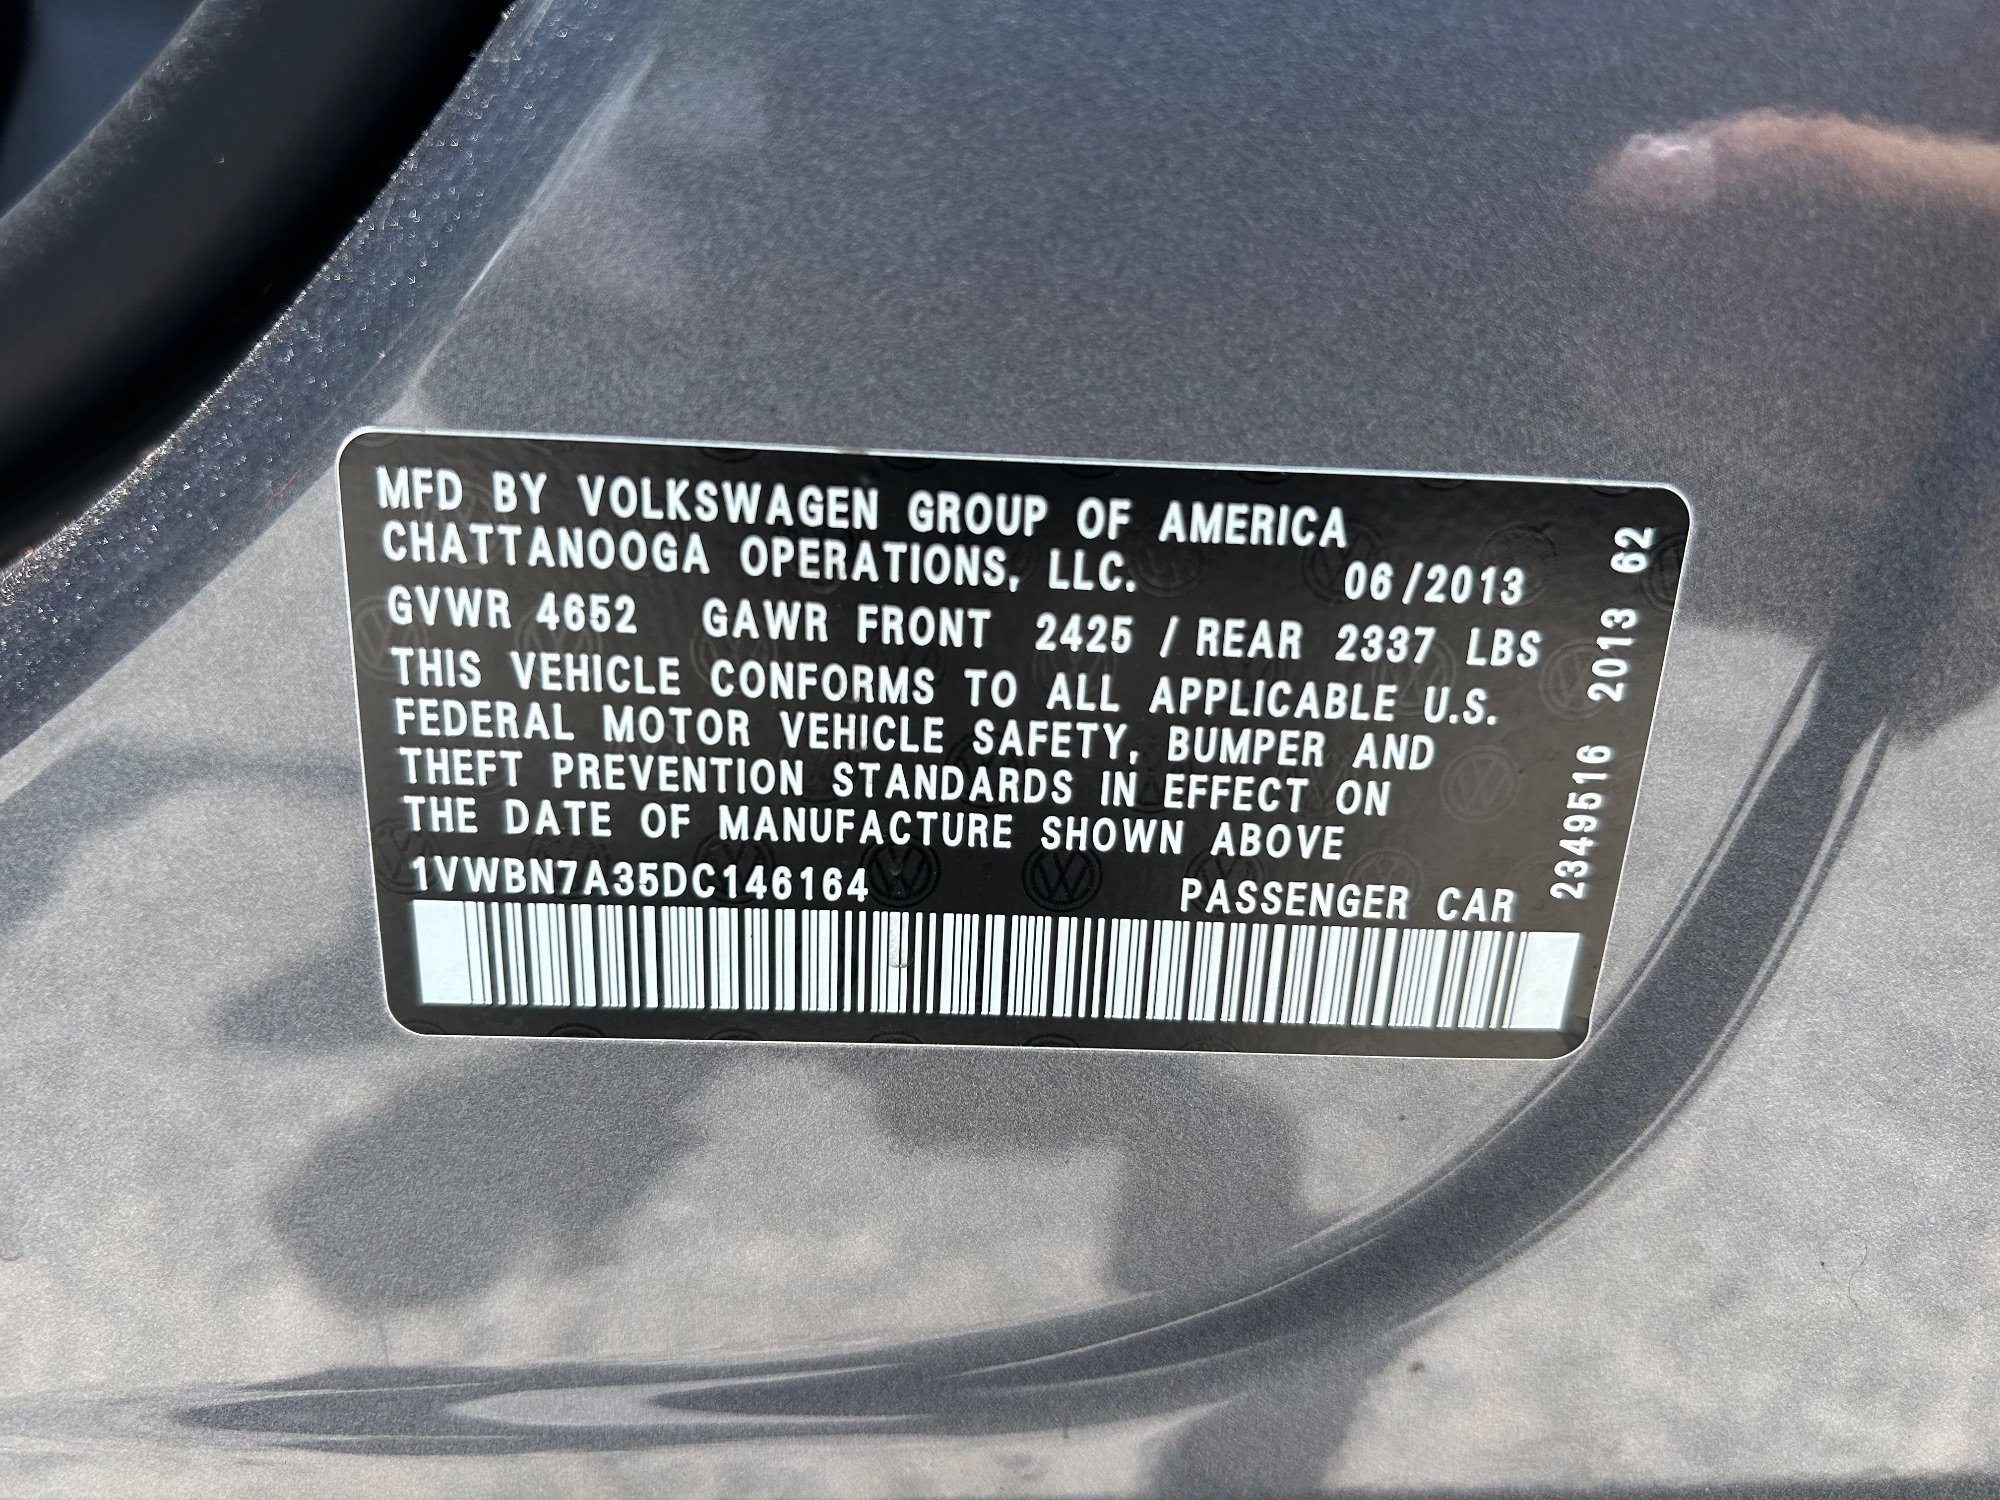 MFD BY VOLKSWAGEN GROUP OF AMERICA
CHATTANOOGA OPERATIONS, LLC. 06/2013
GVWR 4652 GAWR FRONT 2425 / REAR 2337 LBS
THIS VEHICLE CONFORMS TO ALL APPLICABLE U.S.
FEDERAL MOTOR VEHICLE SAFETY, BUMPER AND
THEFT PREVENTION STANDARDS IN EFFECT ON
THE DATE OF MANUFACTURE SHOWN ABOVE
1VWBN7A35DC146164 PASSENGER CAR
2349516 2013 62